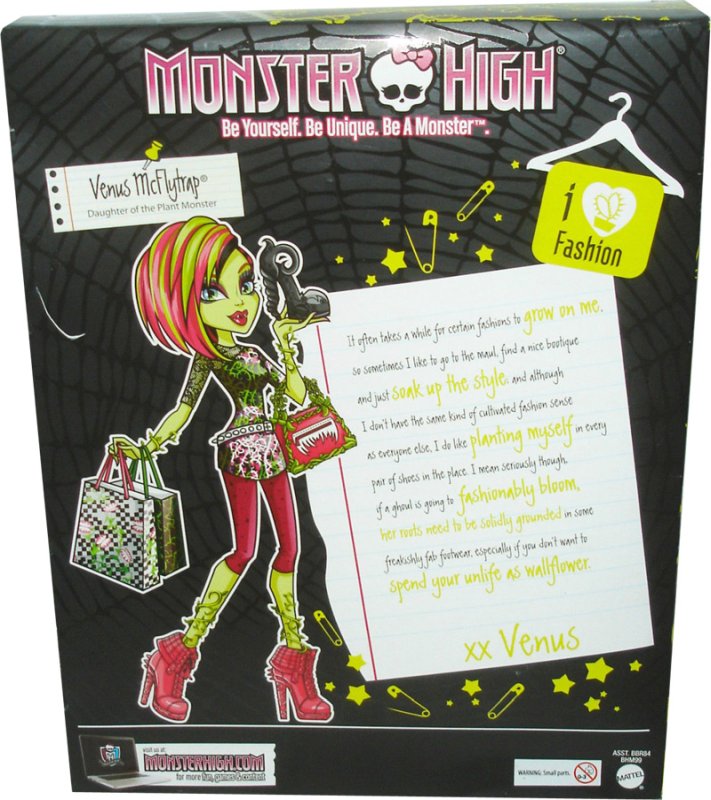 MONSTER HIGH®
Be Yourself. Be Unique. Be A Monster™.
Venus McFlytrap®
Daughter of the Plant Monster
i
Fashion
It often takes a while for certain fashions to grow on me,
so sometimes I like to go to the maul, find a nice boutique
and just soak up the style; and although
I don't have the same kind of cultivated fashion sense
as everyone else, I do like planting myself in every
pair of shoes in the place. I mean seriously though,
if a ghoul is going to fashionably bloom,
her roots need to be solidly grounded in some
freakishly fab footwear, especially if you don't want to
spend your unlife as wallflower.
xx Venus
visit us at:
MONSTERHIGH.COM
for more fun, games & content
WARNING: Small parts.
0-3
ASST. BBR84
BHM99
MATTEL